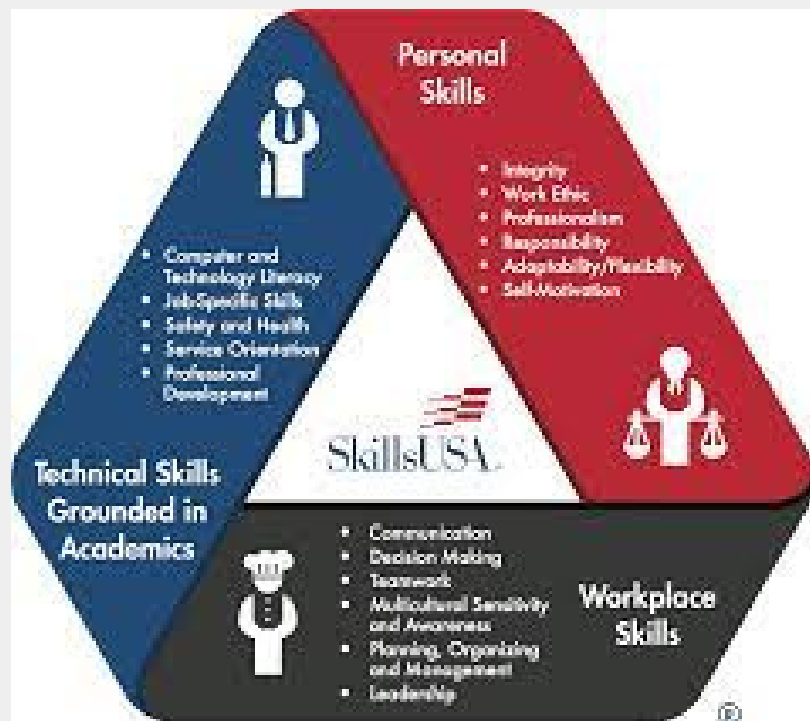 Personal
Skills
• Integrity
• Work Ethic
• Professionalism
• Responsibility
• Adaptability/Flexibility
• Self-Motivation
• Computer and
Technology Literacy
• Job-Specific Skills
• Safety and Health
• Service Orientation
• Professional
Development
Technical Skills
Grounded in
Academics
SkillsUSA
• Communication
• Decision Making
• Teamwork
• Multicultural Sensitivity
and Awareness
• Planning, Organizing
and Management
• Leadership
Workplace
Skills
®